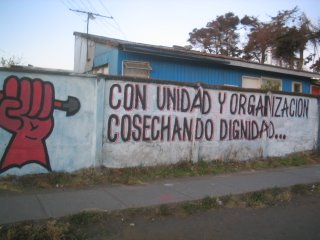 CON UNIDAD Y ORGANIZACION
COSECHANDO DIGNIDAD...